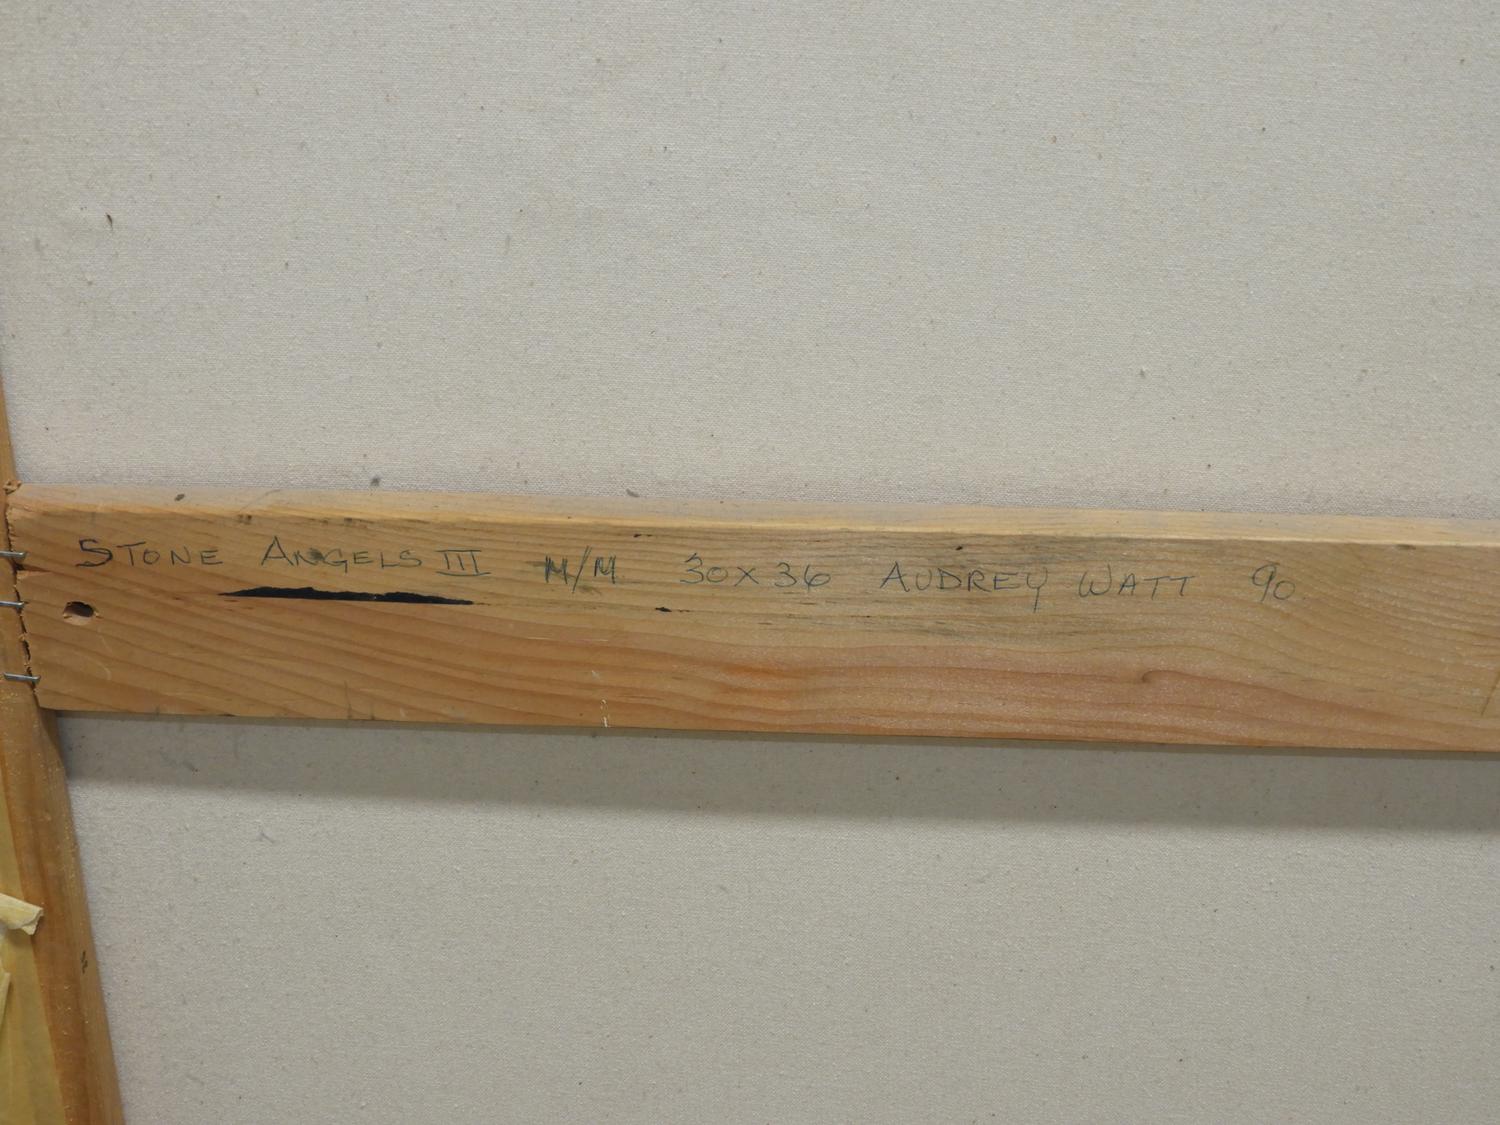 STONE ANGELS III M/M 30X36 AUDREY WATT 90